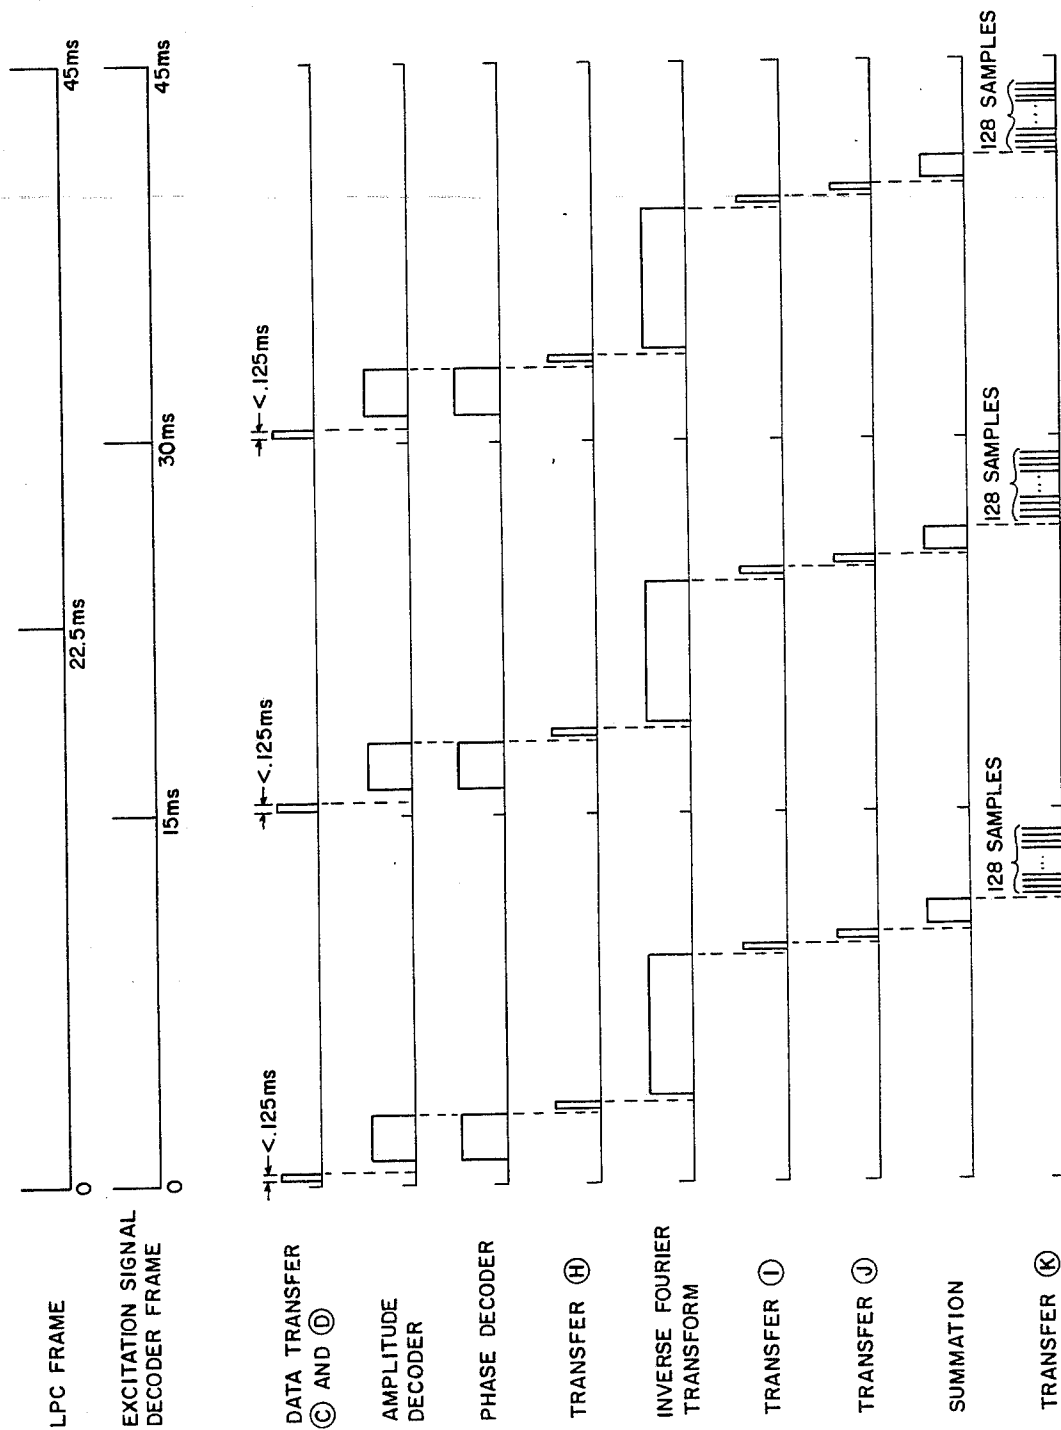 LPC FRAME
0
22.5ms
45ms
EXCITATION SIGNAL
DECODER FRAME
0
15ms
30ms
45ms
DATA TRANSFER
Ⓒ AND Ⓓ
<.125ms
<.125ms
<.125ms
AMPLITUDE
DECODER
PHASE DECODER
TRANSFER Ⓗ
INVERSE FOURIER
TRANSFORM
TRANSFER Ⓘ
TRANSFER Ⓙ
SUMMATION
TRANSFER Ⓚ
128 SAMPLES
128 SAMPLES
128 SAMPLES